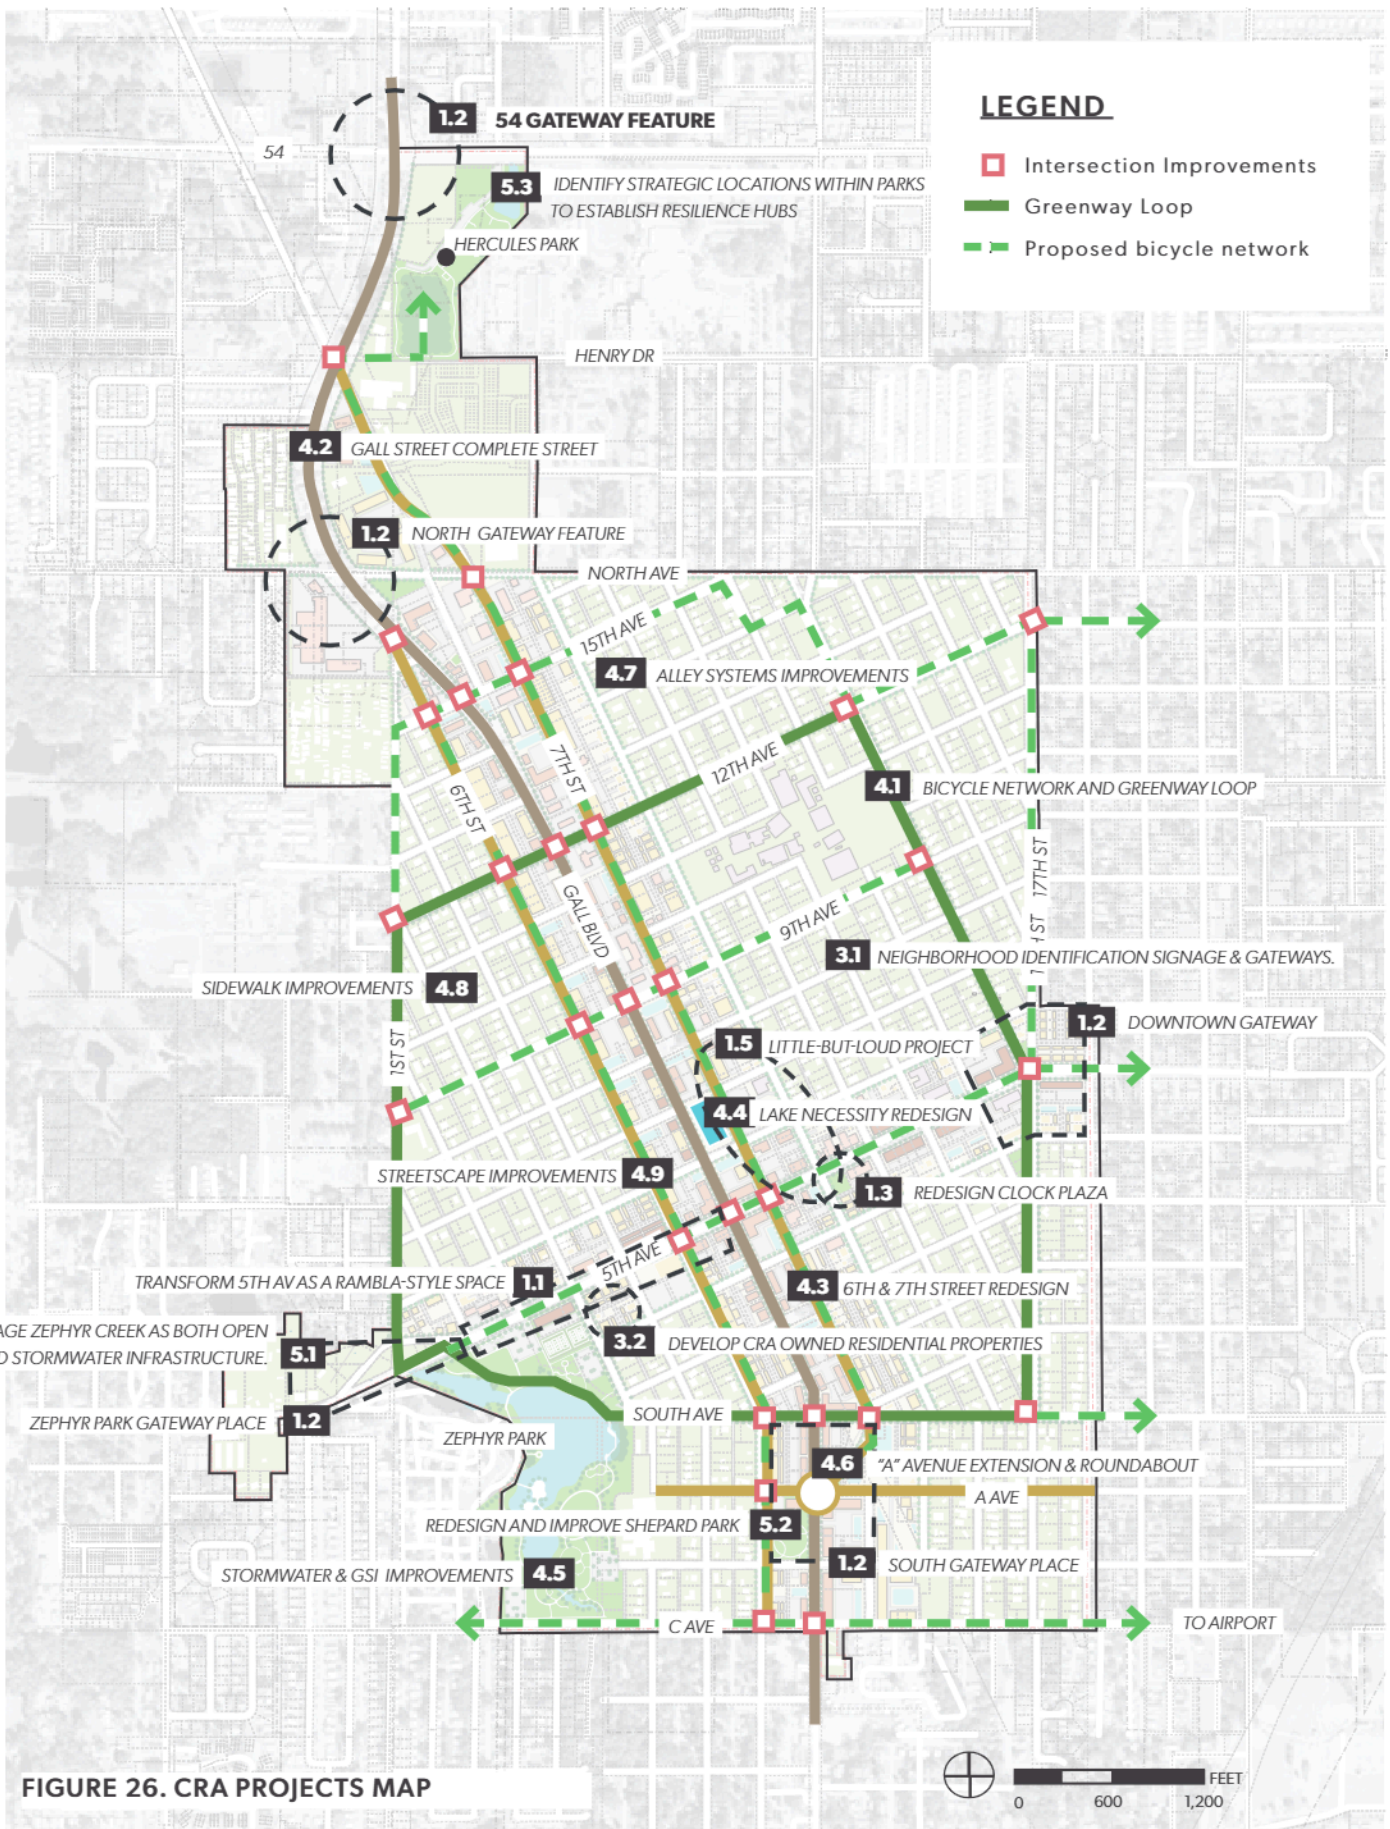 LEGEND
Intersection Improvements
Greenway Loop
Proposed bicycle network
1.2 54 GATEWAY FEATURE
54
5.3 IDENTIFY STRATEGIC LOCATIONS WITHIN PARKS
TO ESTABLISH RESILIENCE HUBS
HERCULES PARK
HENRY DR
4.2 GALL STREET COMPLETE STREET
1.2 NORTH GATEWAY FEATURE
NORTH AVE
15TH AVE
4.7 ALLEY SYSTEMS IMPROVEMENTS
7TH ST
12TH AVE
6TH ST
4.1 BICYCLE NETWORK AND GREENWAY LOOP
17TH ST
GALL BLVD
9TH AVE
H ST
3.1 NEIGHBORHOOD IDENTIFICATION SIGNAGE & GATEWAYS.
SIDEWALK IMPROVEMENTS 4.8
1.2 DOWNTOWN GATEWAY
1.5 LITTLE-BUT-LOUD PROJECT
1ST ST
4.4 LAKE NECESSITY REDESIGN
STREETSCAPE IMPROVEMENTS 4.9
1.3 REDESIGN CLOCK PLAZA
5TH AVE
TRANSFORM 5TH AV AS A RAMBLA-STYLE SPACE 1.1
4.3 6TH & 7TH STREET REDESIGN
AGE ZEPHYR CREEK AS BOTH OPEN
D STORMWATER INFRASTRUCTURE. 5.1
3.2 DEVELOP CRA OWNED RESIDENTIAL PROPERTIES
ZEPHYR PARK GATEWAY PLACE 1.2
SOUTH AVE
ZEPHYR PARK
4.6 "A" AVENUE EXTENSION & ROUNDABOUT
A AVE
REDESIGN AND IMPROVE SHEPARD PARK 5.2
1.2 SOUTH GATEWAY PLACE
STORMWATER & GSI IMPROVEMENTS 4.5
C AVE
TO AIRPORT
FIGURE 26. CRA PROJECTS MAP
FEET
0 600 1,200